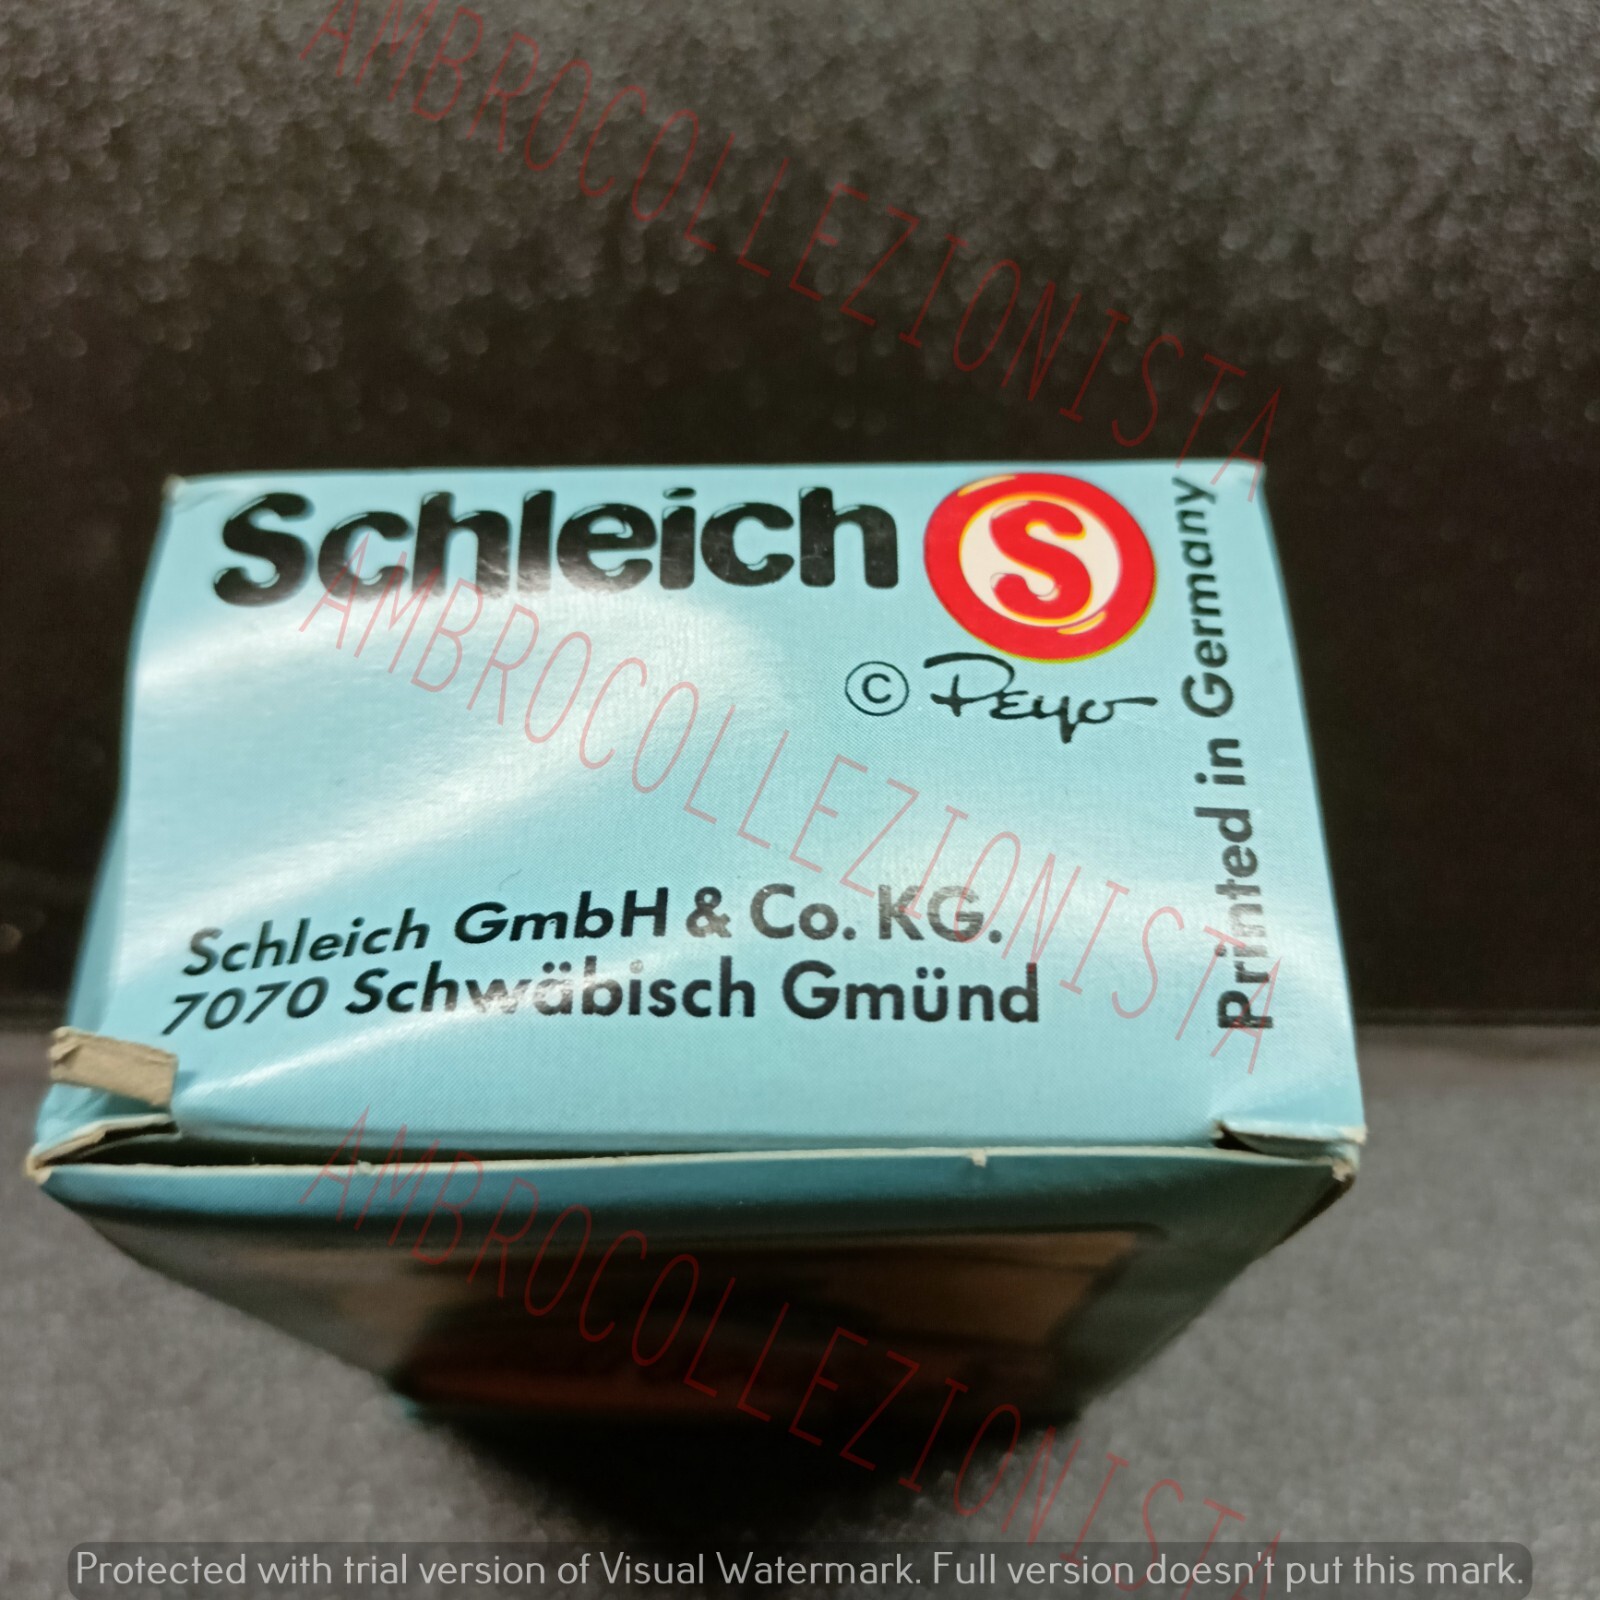 AMBROCOLLEZIONISTA
Schleich S
© Peyo
Printed in Germany
AMBROCOLLEZIONISTA
Schleich GmbH & Co. KG.
7070 Schwäbisch Gmünd
AMBROCOLLEZIONISTA
Protected with trial version of Visual Watermark. Full version doesn't put this mark.